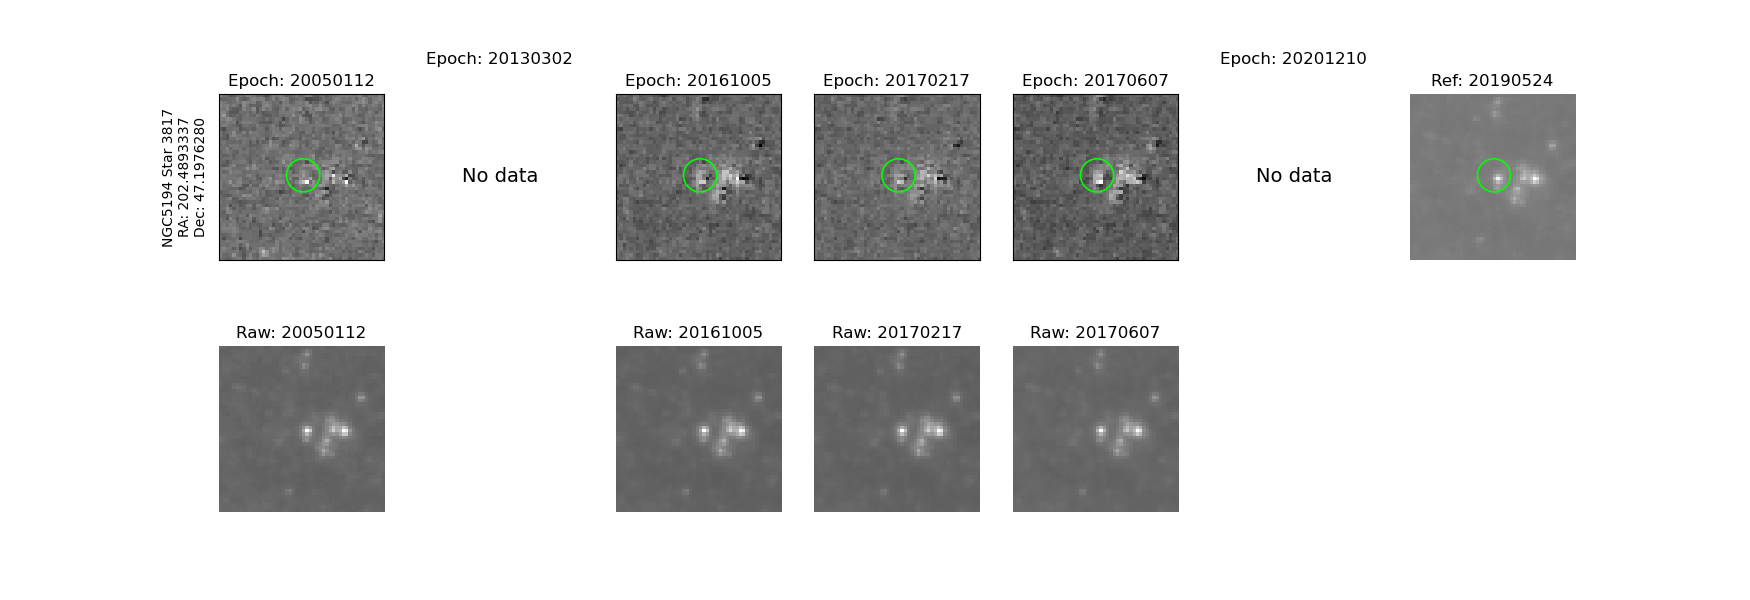 Epoch: 20130302
Epoch: 20201210
Epoch: 20050112
Epoch: 20161005
Epoch: 20170217
Epoch: 20170607
Ref: 20190524
NGC5194 Star 3817
RA: 202.4893337
Dec: 47.1976280
No data
No data
Raw: 20050112
Raw: 20161005
Raw: 20170217
Raw: 20170607